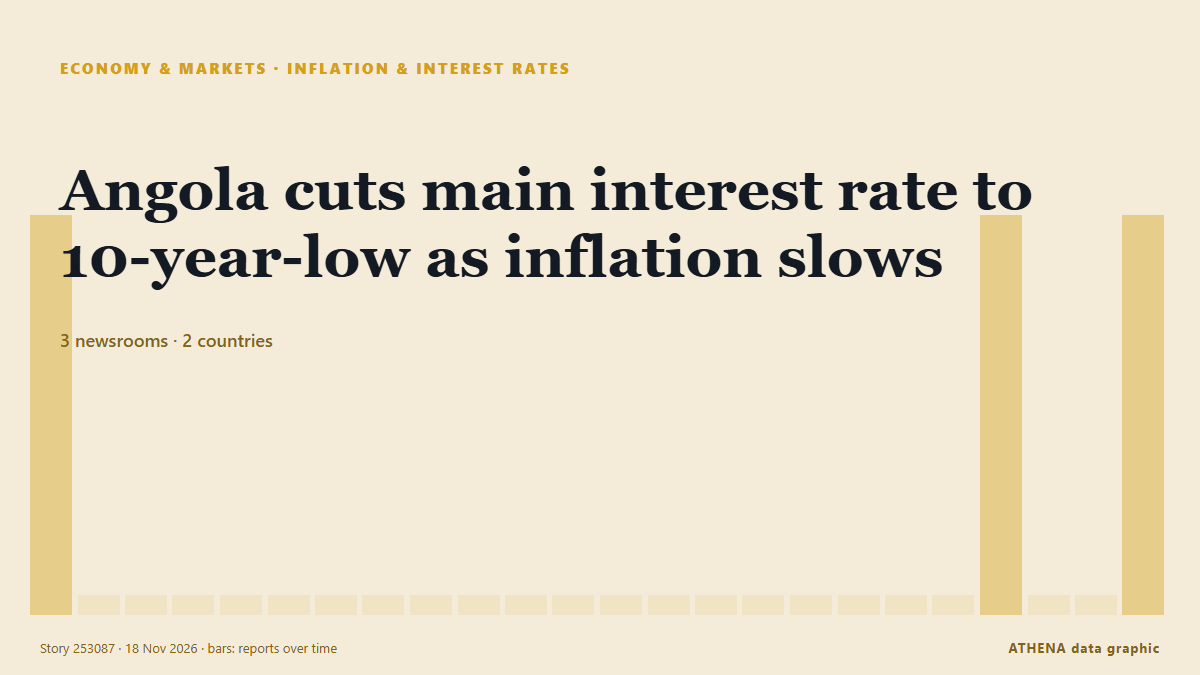 ECONOMY & MARKETS · INFLATION & INTEREST RATES
Angola cuts main interest rate to
10-year-low as inflation slows
3 newsrooms · 2 countries
Story 253087 · 18 Nov 2026 · bars: reports over time
ATHENA data graphic